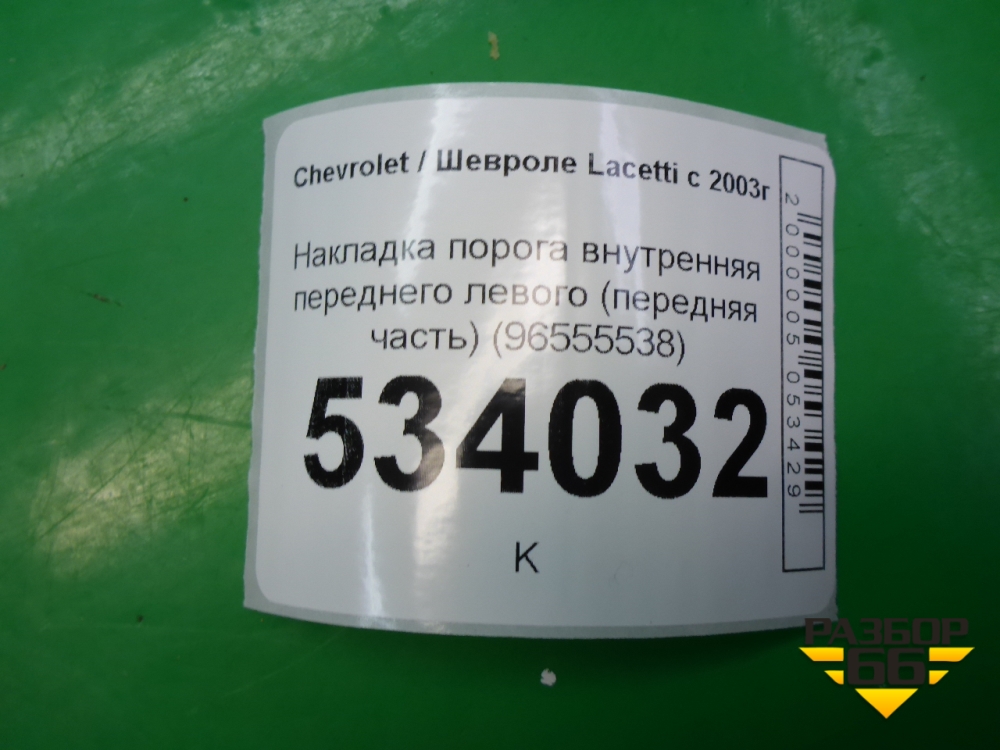 Chevrolet / Шевроле Lacetti с 2003г
Накладка порога внутренняя
переднего левого (передняя
часть) (96555538)
534032
К
2000005053429
РАЗБОР
66